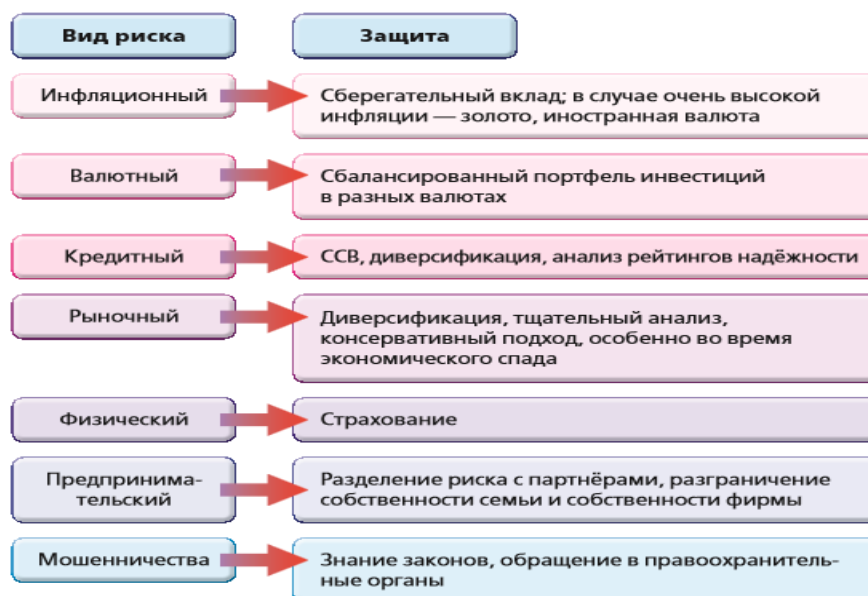 Вид риска
Защита
Инфляционный
Сберегательный вклад; в случае очень высокой
инфляции — золото, иностранная валюта
Валютный
Сбалансированный портфель инвестиций
в разных валютах
Кредитный
ССВ, диверсификация, анализ рейтингов надёжности
Рыночный
Диверсификация, тщательный анализ,
консервативный подход, особенно во время
экономического спада
Физический
Страхование
Предпринима-
тельский
Разделение риска с партнёрами, разграничение
собственности семьи и собственности фирмы
Мошенничества
Знание законов, обращение в правоохранитель-
ные органы